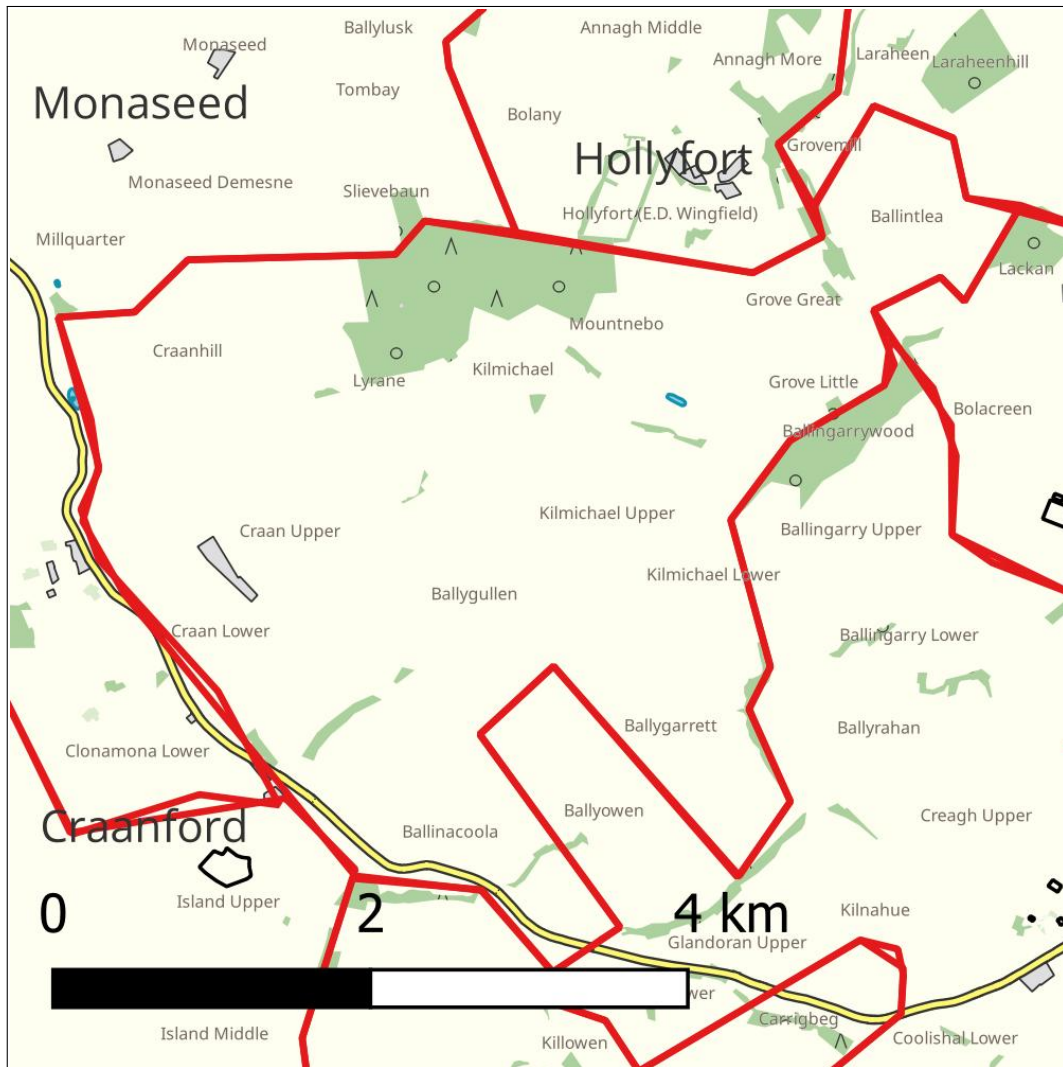 Ballylusk
Annagh Middle
Monaseed
Laraheen
Annagh More
Laraheenhill
Tombay
Monaseed
Bolany
Grovemill
Hollyfort
Monaseed Demesne
Slievebaun
Hollyfort (E.D. Wingfield)
Ballintlea
Millquarter
Lackan
Grove Great
Mountnebo
Craanhill
Kilmichael
Lyrane
Grove Little
Bolacreen
Ballingarrywood
Kilmichael Upper
Craan Upper
Ballingarry Upper
Kilmichael Lower
Ballygullen
Craan Lower
Ballingarry Lower
Ballygarrett
Ballyrahan
Clonamona Lower
Ballyowen
Craanford
Ballinacoola
Creagh Upper
Island Upper
Kilnahue
0 2 4 km
Glandoran Upper
wer
Carrigbeg
Island Middle
Killowen
Coolishal Lower